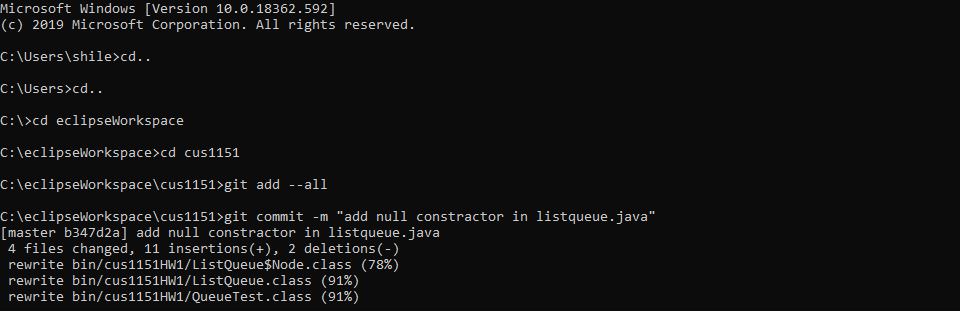 Microsoft Windows [Version 10.0.18362.592]
(c) 2019 Microsoft Corporation. All rights reserved.
C:\Users\shile>cd..
C:\Users>cd..
C:\>cd eclipseWorkspace
C:\eclipseWorkspace>cd cus1151
C:\eclipseWorkspace\cus1151>git add --all
C:\eclipseWorkspace\cus1151>git commit -m "add null constractor in listqueue.java"
[master b347d2a] add null constractor in listqueue.java
 4 files changed, 11 insertions(+), 2 deletions(-)
 rewrite bin/cus1151HW1/ListQueue$Node.class (78%)
 rewrite bin/cus1151HW1/ListQueue.class (91%)
 rewrite bin/cus1151HW1/QueueTest.class (91%)